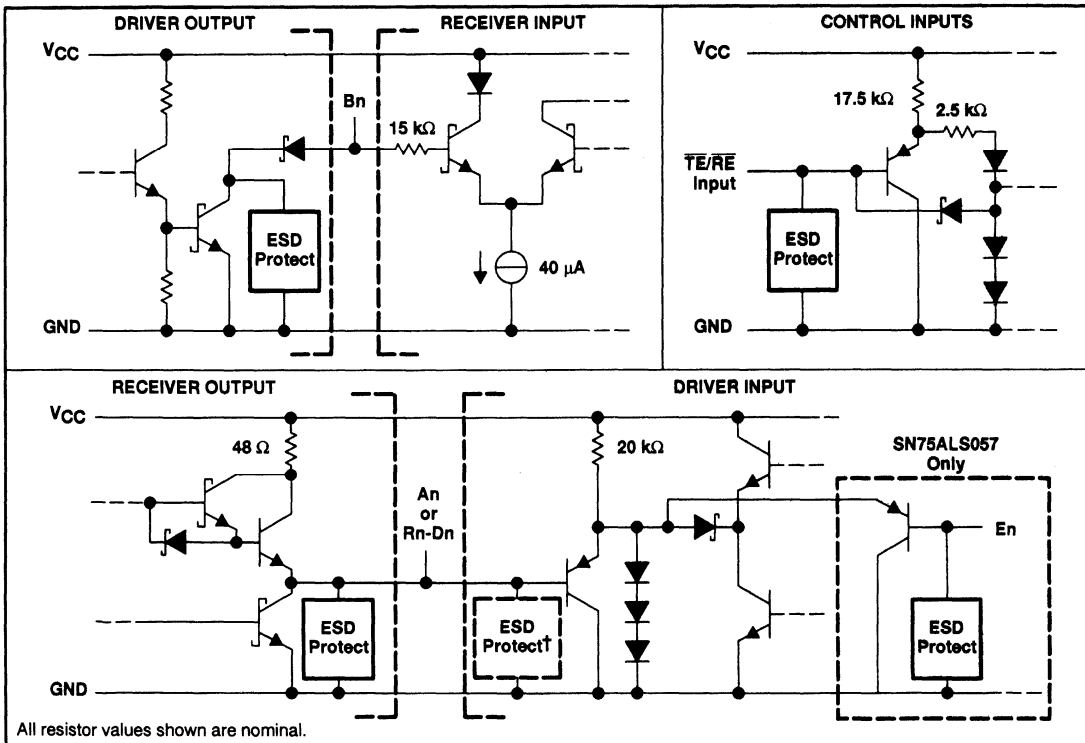 DRIVER OUTPUT
RECEIVER INPUT
VCC
Bn
15 kΩ
ESD
Protect
40 μA
GND
CONTROL INPUTS
VCC
17.5 kΩ
2.5 kΩ
TE/RE
Input
ESD
Protect
GND
RECEIVER OUTPUT
DRIVER INPUT
VCC
48 Ω
20 kΩ
SN75ALS057
Only
An
or
Rn-Dn
En
ESD
Protect
ESD
Protect†
ESD
Protect
GND
All resistor values shown are nominal.